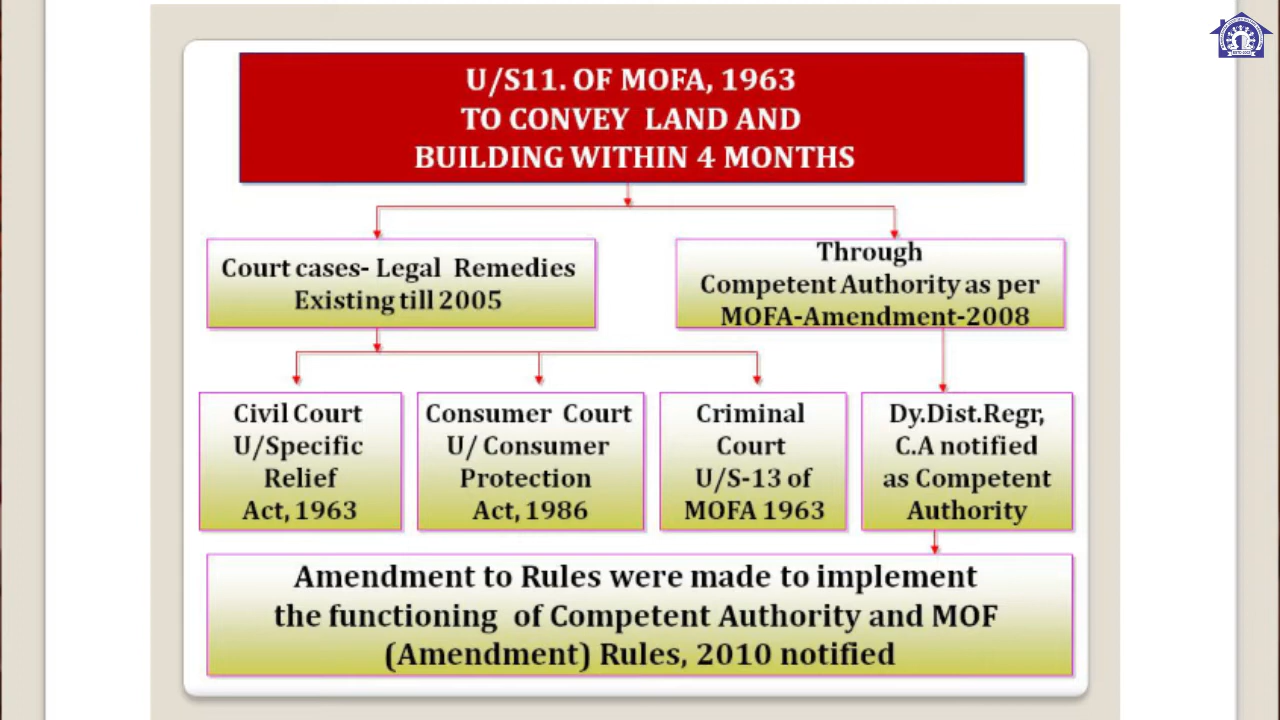 U/S11. OF MOFA, 1963
TO CONVEY LAND AND
BUILDING WITHIN 4 MONTHS
Court cases- Legal Remedies
Existing till 2005
Through
Competent Authority as per
MOFA-Amendment-2008
Civil Court
U/Specific
Relief
Act, 1963
Consumer Court
U/ Consumer
Protection
Act, 1986
Criminal
Court
U/S-13 of
MOFA 1963
Dy.Dist.Regr,
C.A notified
as Competent
Authority
Amendment to Rules were made to implement
the functioning of Competent Authority and MOF
(Amendment) Rules, 2010 notified